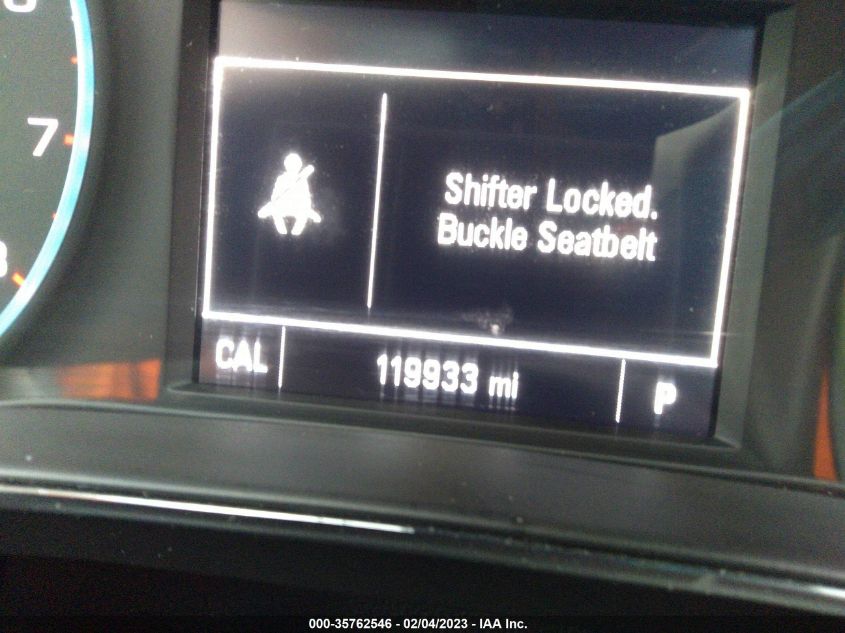 7
Shifter Locked.
Buckle Seatbelt
CAL 119933 mi P
000-35762546 - 02/04/2023 - IAA Inc.